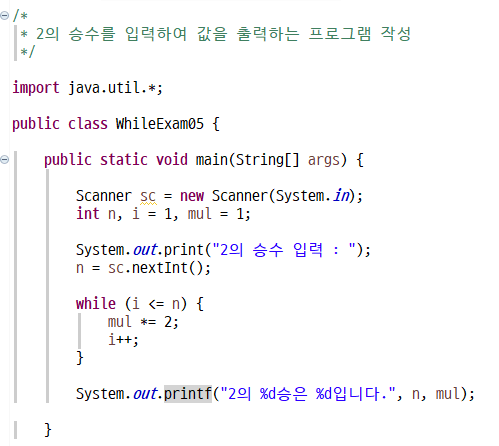 /*
 * 2의 승수를 입력하여 값을 출력하는 프로그램 작성
 */
import java.util.*;
public class WhileExam05 {
public static void main(String[] args) {
Scanner sc = new Scanner(System.in);
int n, i = 1, mul = 1;
System.out.print("2의 승수 입력 : ");
n = sc.nextInt();
while (i <= n) {
mul *= 2;
i++;
}
System.out.printf("2의 %d승은 %d입니다.", n, mul);
}